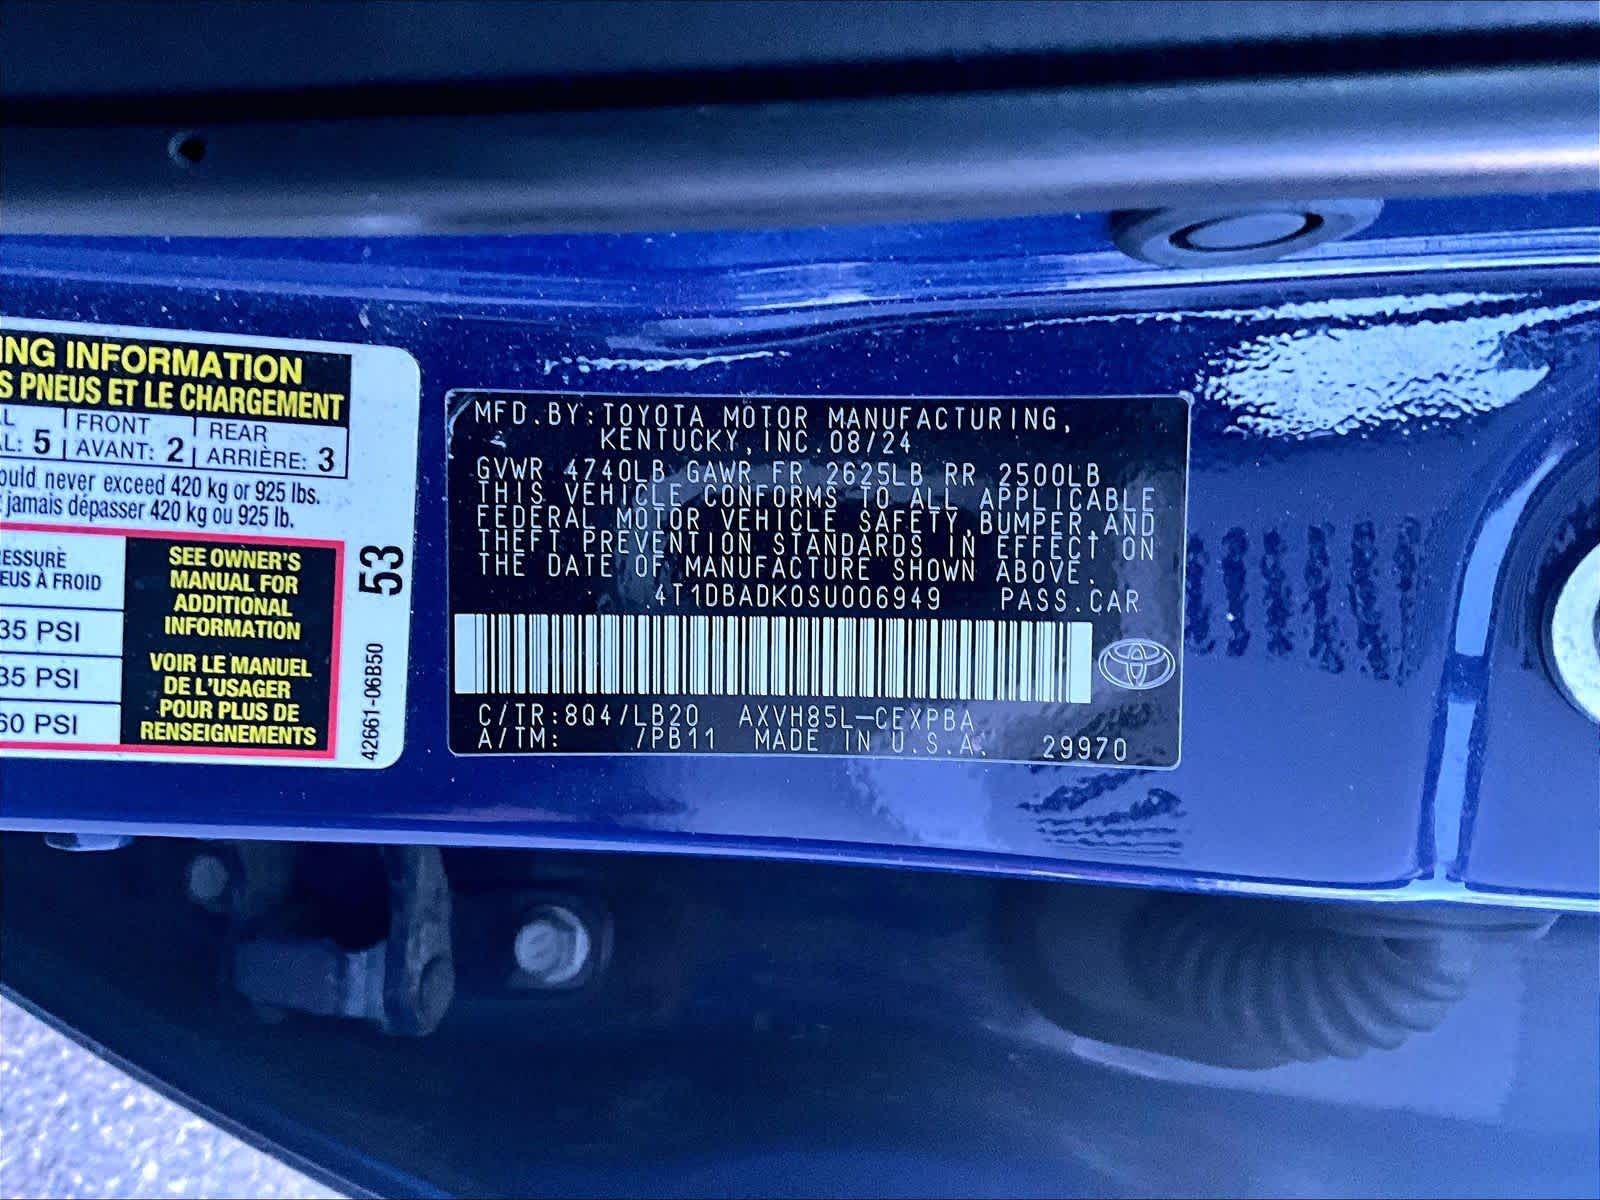 ING INFORMATION
S PNEUS ET LE CHARGEMENT
FRONT
REAR
AL: 5
AVANT: 2
ARRIÈRE: 3
ould never exceed 420 kg or 925 lbs.
jamais dépasser 420 kg ou 925 lb.
ESSURE
EUS À FROID
35 PSI
35 PSI
60 PSI
SEE OWNER'S
MANUAL FOR
ADDITIONAL
INFORMATION
VOIR LE MANUEL
DE L'USAGER
POUR PLUS DE
RENSEIGNEMENTS
53
42661-06B50
MFD.BY:TOYOTA MOTOR MANUFACTURING,
KENTUCKY,INC.08/24
GVWR 4740LB GAWR FR 2625LB RR 2500LB
THIS VEHICLE CONFORMS TO ALL APPLICABLE
FEDERAL MOTOR VEHICLE SAFETY,BUMPER,AND
THEFT PREVENTION STANDARDS IN EFFECT ON
THE DATE OF MANUFACTURE SHOWN ABOVE.
4T1DBADK0SU006949 PASS.CAR
C/TR:8Q4/LB20 AXVH85L-CEXPBA
A/TM: /PB11 MADE IN U.S.A. 29970